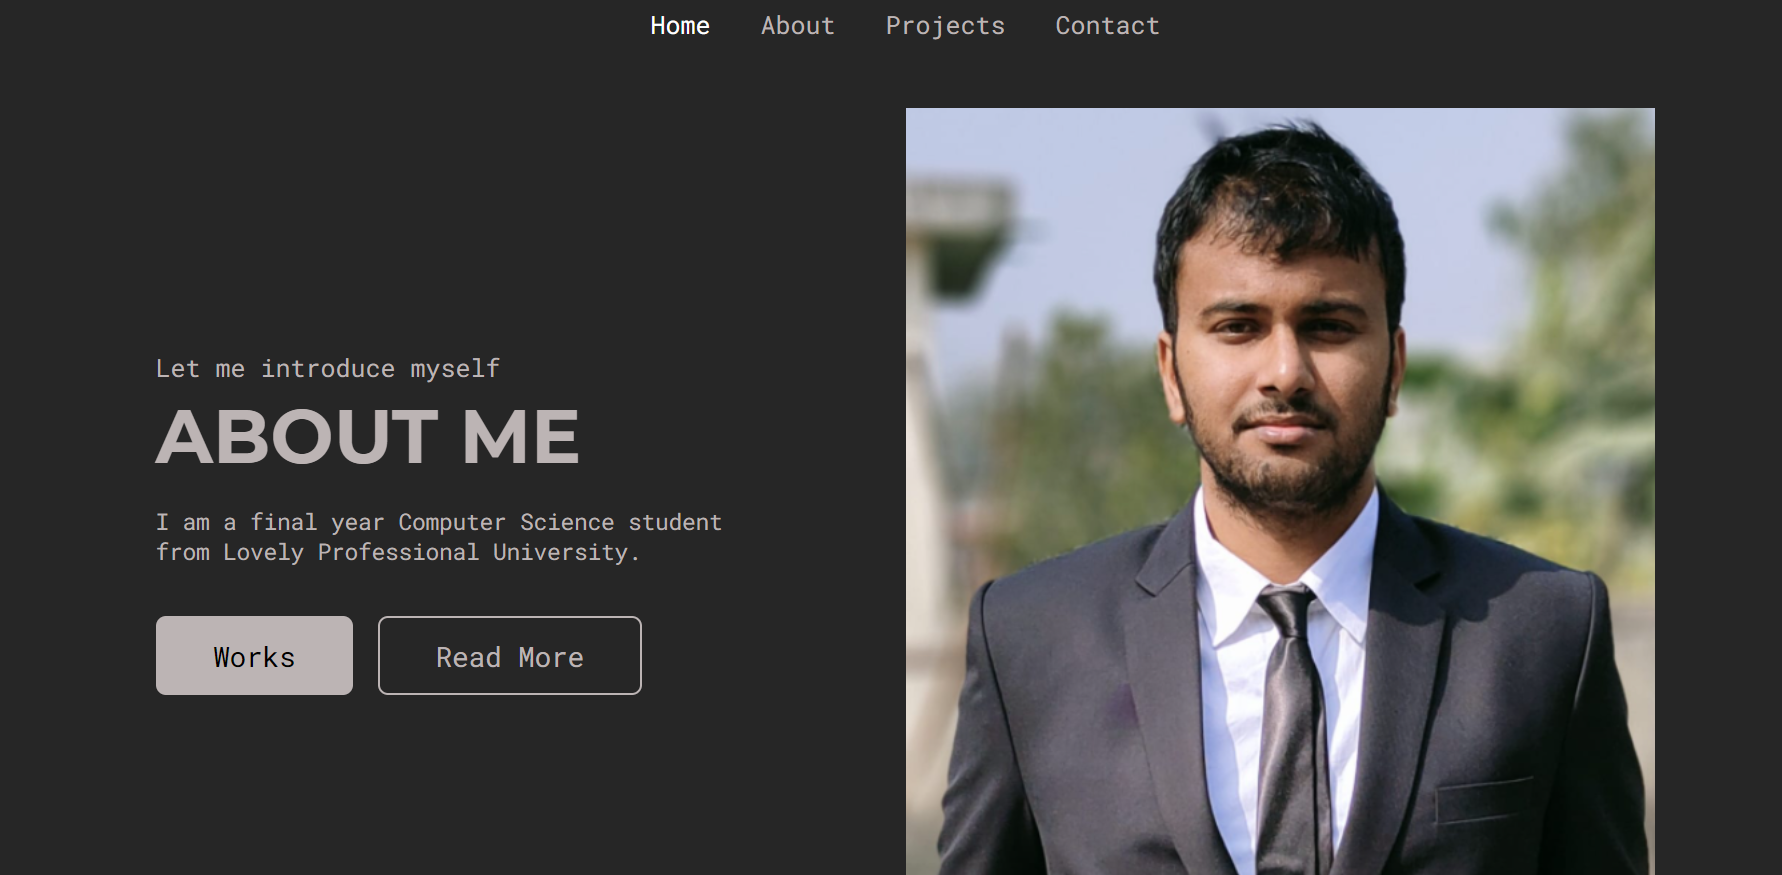 Home About Projects Contact
Let me introduce myself
ABOUT ME
I am a final year Computer Science student
from Lovely Professional University.
Works Read More